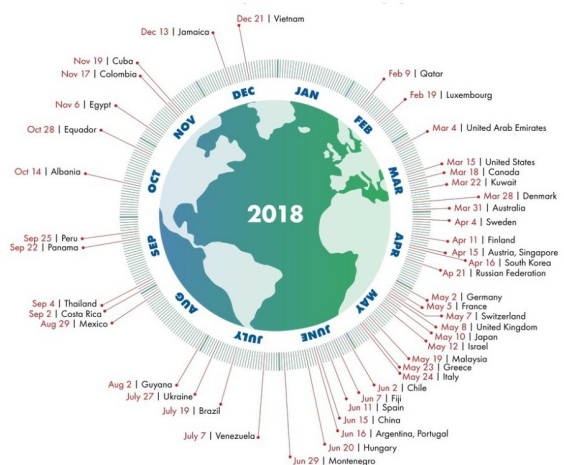 JAN
FEB
MAR
APR
MAY
JUNE
JULY
AUG
SEP
OCT
NOV
DEC
2018
Feb 9 | Qatar
Feb 19 | Luxembourg
Mar 4 | United Arab Emirates
Mar 15 | United States
Mar 18 | Canada
Mar 22 | Kuwait
Mar 28 | Denmark
Mar 31 | Australia
Apr 4 | Sweden
Apr 11 | Finland
Apr 15 | Austria, Singapore
Apr 16 | South Korea
Ap 21 | Russian Federation
May 2 | Germany
May 5 | France
May 7 | Switzerland
May 8 | United Kingdom
May 10 | Japan
May 12 | Israel
May 19 | Malaysia
May 23 | Greece
May 24 | Italy
Jun 2 | Chile
Jun 7 | Fiji
Jun 11 | Spain
Jun 15 | China
Jun 16 | Argentina, Portugal
Jun 20 | Hungary
Jun 29 | Montenegro
July 7 | Venezuela
July 19 | Brazil
July 27 | Ukraine
Aug 2 | Guyana
Aug 29 | Mexico
Sep 2 | Costa Rica
Sep 4 | Thailand
Sep 22 | Panama
Sep 25 | Peru
Oct 14 | Albania
Oct 28 | Equador
Nov 6 | Egypt
Nov 17 | Colombia
Nov 19 | Cuba
Dec 13 | Jamaica
Dec 21 | Vietnam